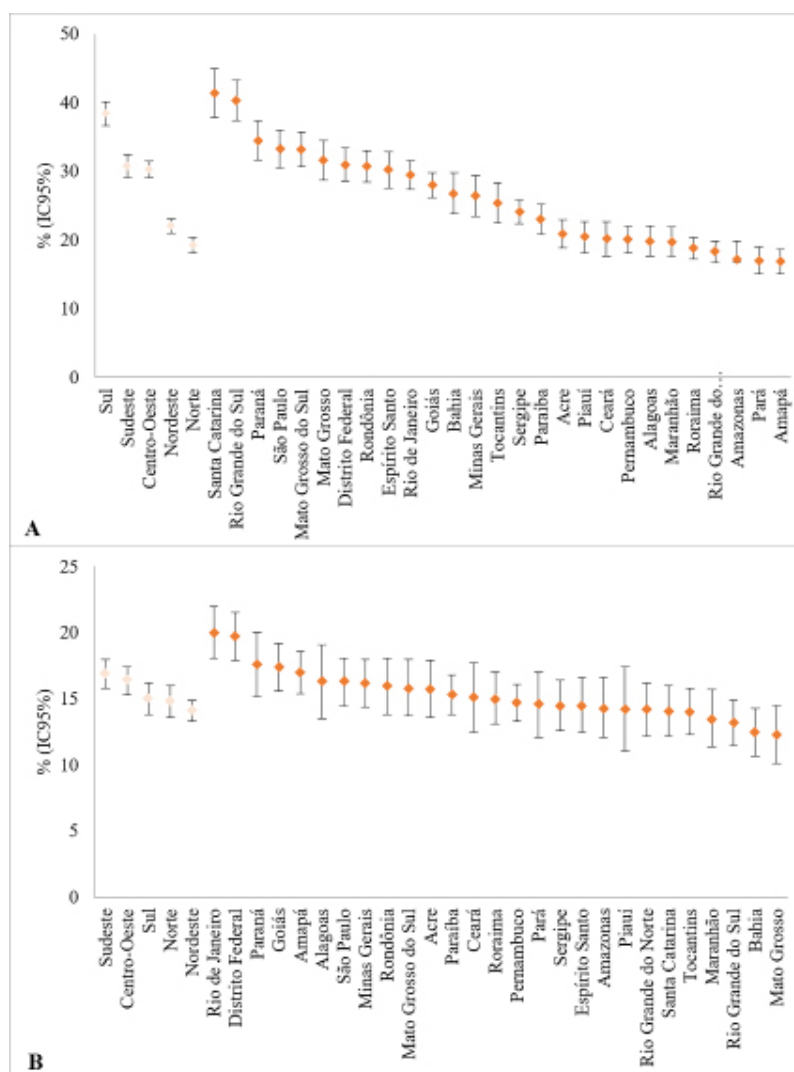 50
40
30
20
10
0
% (IC95%)
Sul
Sudeste
Centro-Oeste
Nordeste
Norte
Santa Catarina
Rio Grande do Sul
Paraná
São Paulo
Mato Grosso do Sul
Mato Grosso
Distrito Federal
Rondônia
Espírito Santo
Rio de Janeiro
Goiás
Bahia
Minas Gerais
Tocantins
Sergipe
Paraíba
Acre
Piauí
Ceará
Pernambuco
Alagoas
Maranhão
Roraima
Rio Grande do…
Amazonas
Pará
Amapá
A
25
20
15
10
5
0
% (IC95%)
Sudeste
Centro-Oeste
Sul
Norte
Nordeste
Rio de Janeiro
Distrito Federal
Paraná
Goiás
Amapá
Alagoas
São Paulo
Minas Gerais
Rondônia
Mato Grosso do Sul
Acre
Paraíba
Ceará
Roraima
Pernambuco
Pará
Sergipe
Espírito Santo
Amazonas
Piauí
Rio Grande do Norte
Santa Catarina
Tocantins
Maranhão
Rio Grande do Sul
Bahia
Mato Grosso
B